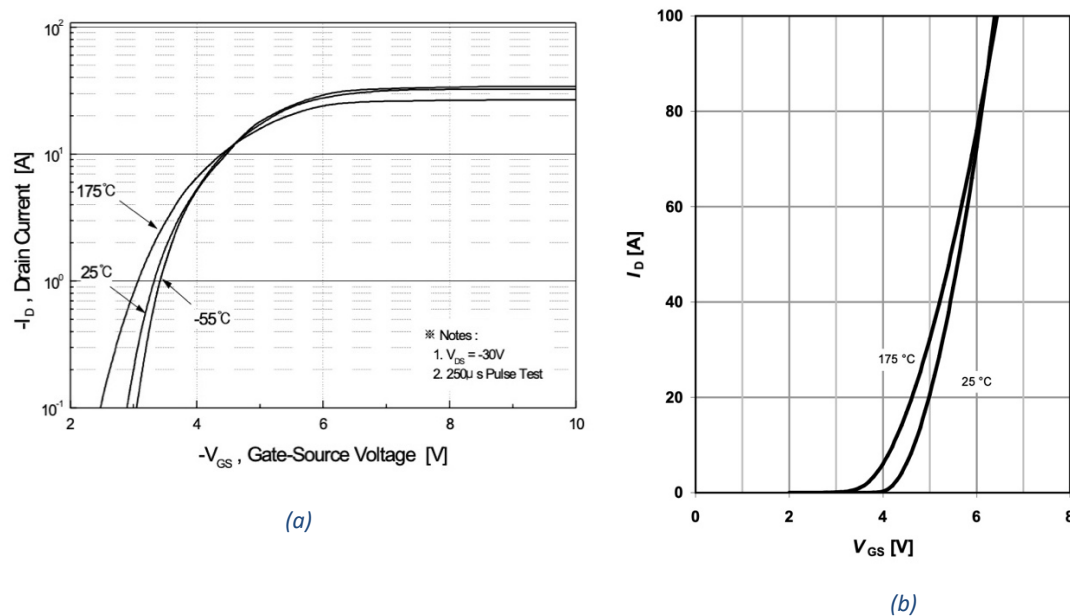 10²
10¹
10⁰
10⁻¹
-I_D , Drain Current [A]
175℃
25℃
-55℃
※ Notes :
1. V_DS = -30V
2. 250μ s Pulse Test
2 4 6 8 10
-V_GS , Gate-Source Voltage [V]
(a)
100
80
60
40
20
0
I_D [A]
175 °C
25 °C
0 2 4 6 8
V_GS [V]
(b)